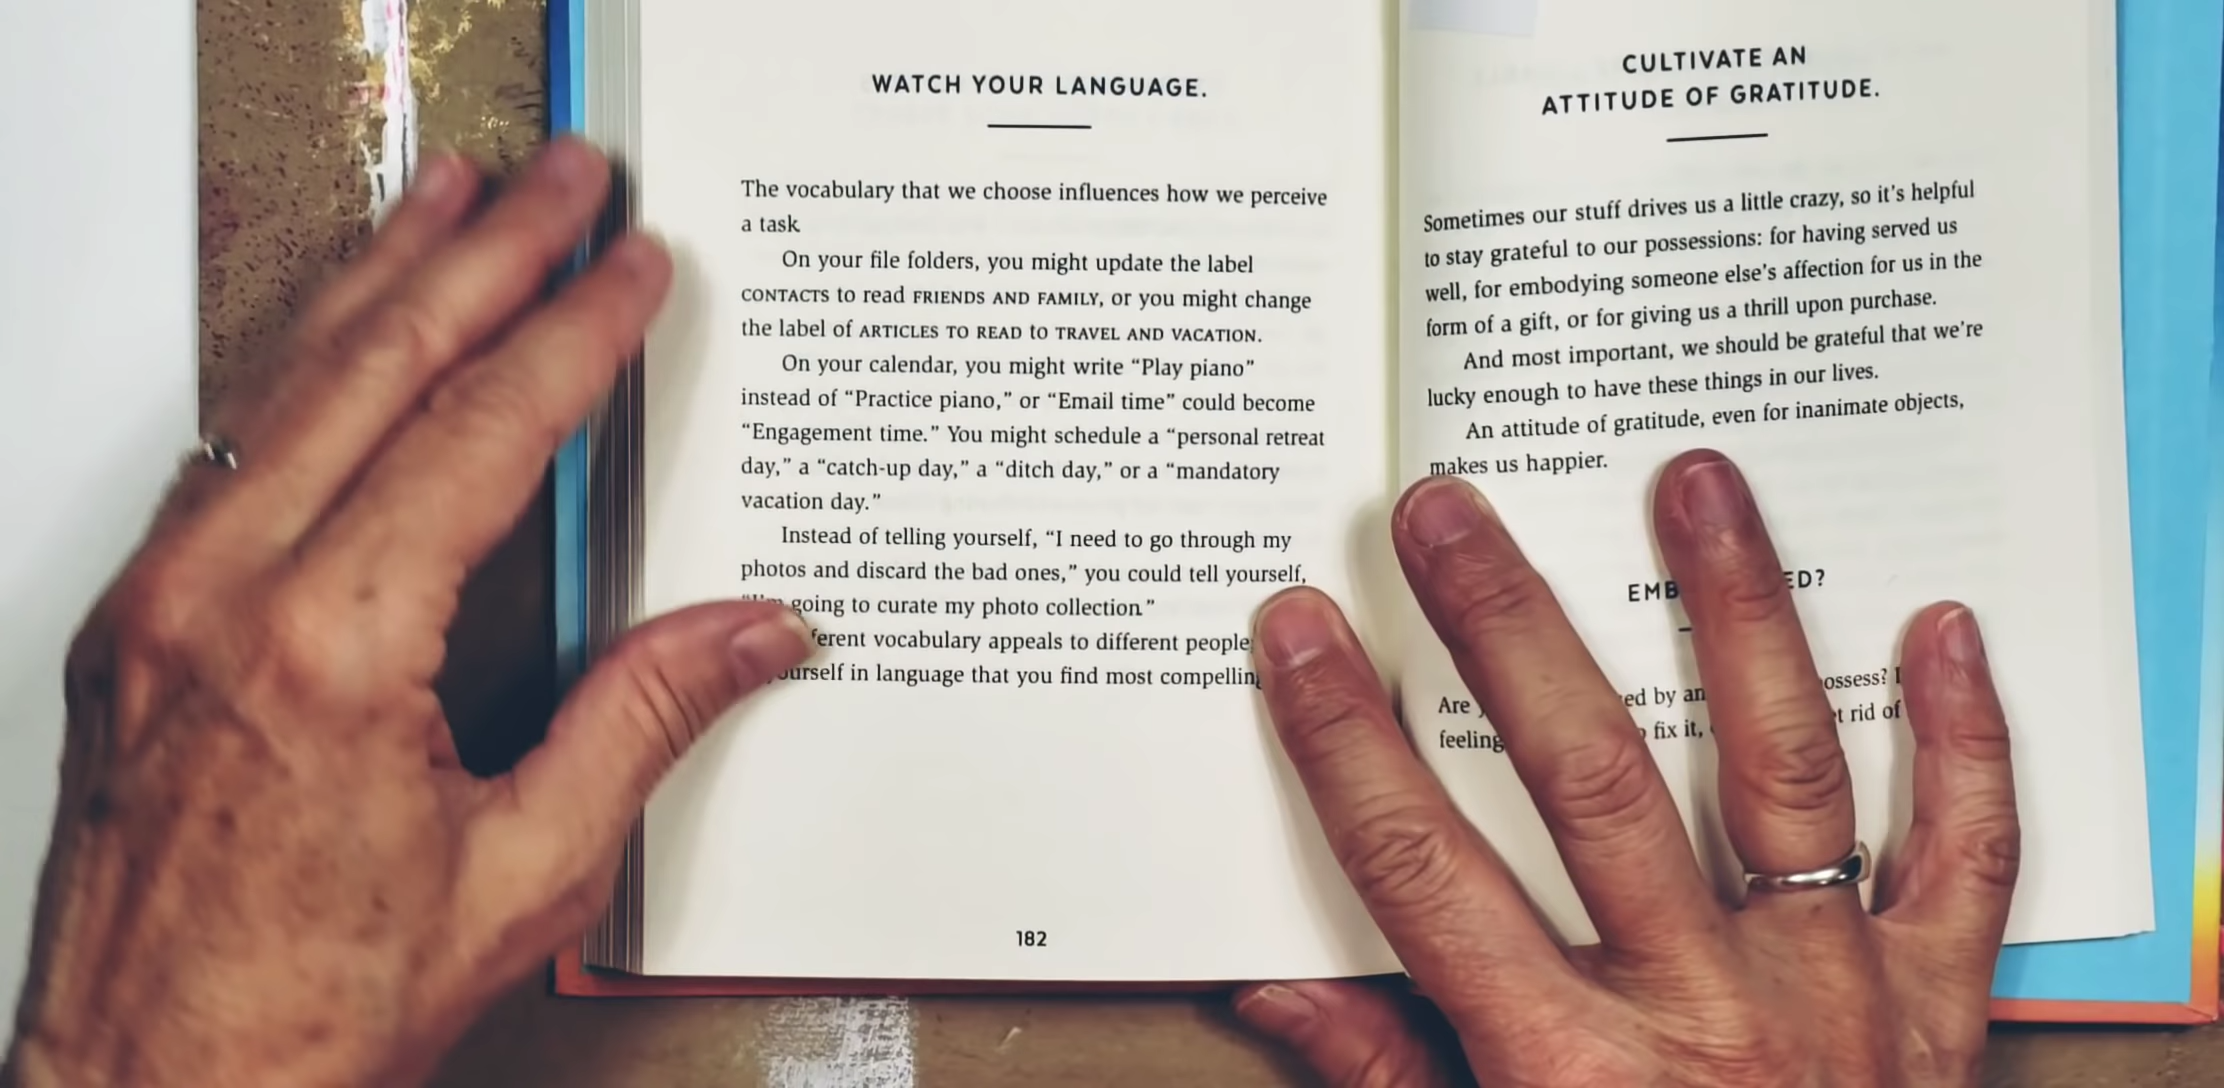 WATCH YOUR LANGUAGE.
The vocabulary that we choose influences how we perceive
a task
On your file folders, you might update the label
CONTACTS to read FRIENDS AND FAMILY, or you might change
the label of ARTICLES TO READ to TRAVEL AND VACATION.
On your calendar, you might write “Play piano”
instead of “Practice piano,” or “Email time” could become
“Engagement time.” You might schedule a “personal retreat
day,” a “catch-up day,” a “ditch day,” or a “mandatory
vacation day.”
Instead of telling yourself, “I need to go through my
photos and discard the bad ones,” you could tell yourself,
going to curate my photo collection”
vocabulary appeals to different people
in language that you find most
182
CULTIVATE AN
ATTITUDE OF GRATITUDE.
Sometimes our stuff drives us a little crazy, so it’s helpful
to stay grateful to our possessions: for having served us
well, for embodying someone else’s affection for us in the
form of a gift, or for giving us a thrill upon purchase.
And most important, we should be grateful that we’re
lucky enough to have these things in our lives.
An attitude of gratitude, even for inanimate objects,
makes us happier.
Are by an
feeling fix it, rid of